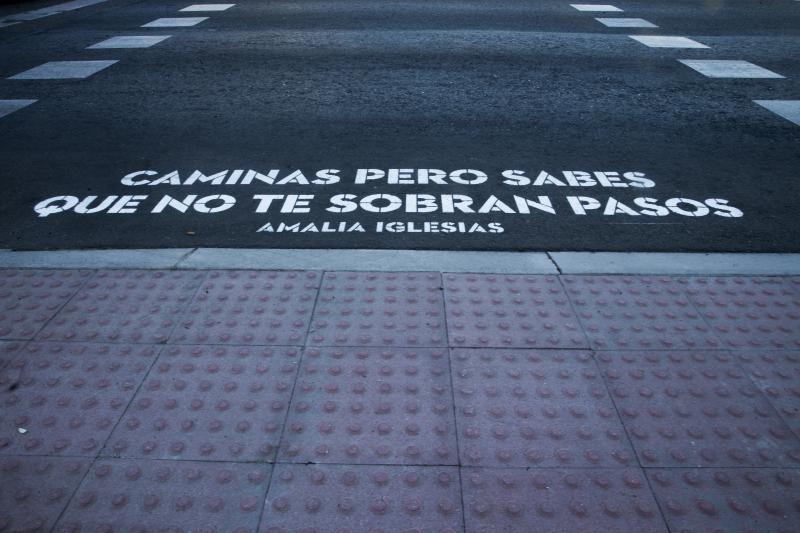 CAMINAS PERO SABES
QUE NO TE SOBRAN PASOS
AMALIA IGLESIAS